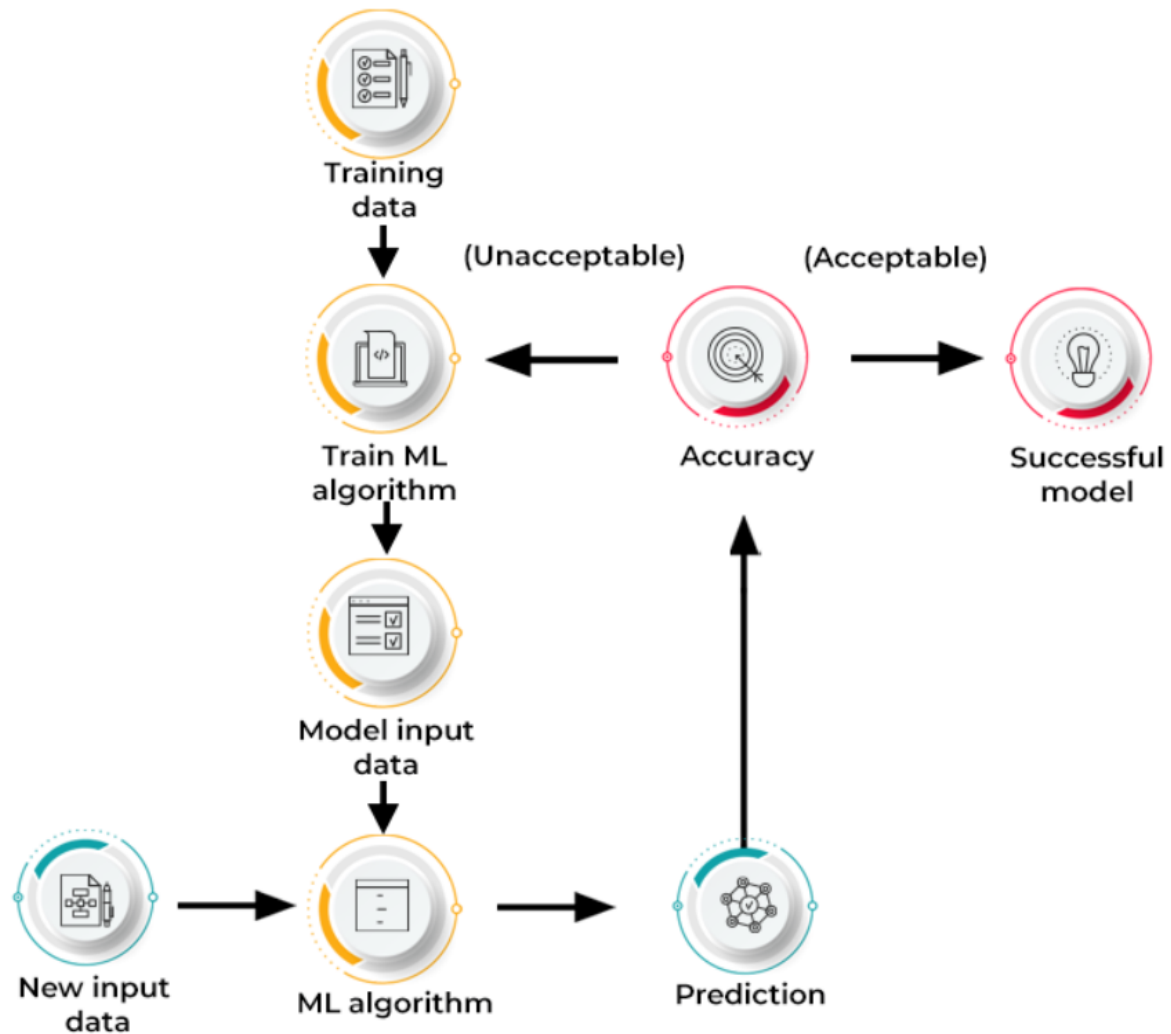 Training
data
(Unacceptable)
(Acceptable)
Train ML
algorithm
Accuracy
Successful
model
Model input
data
New input
data
ML algorithm
Prediction